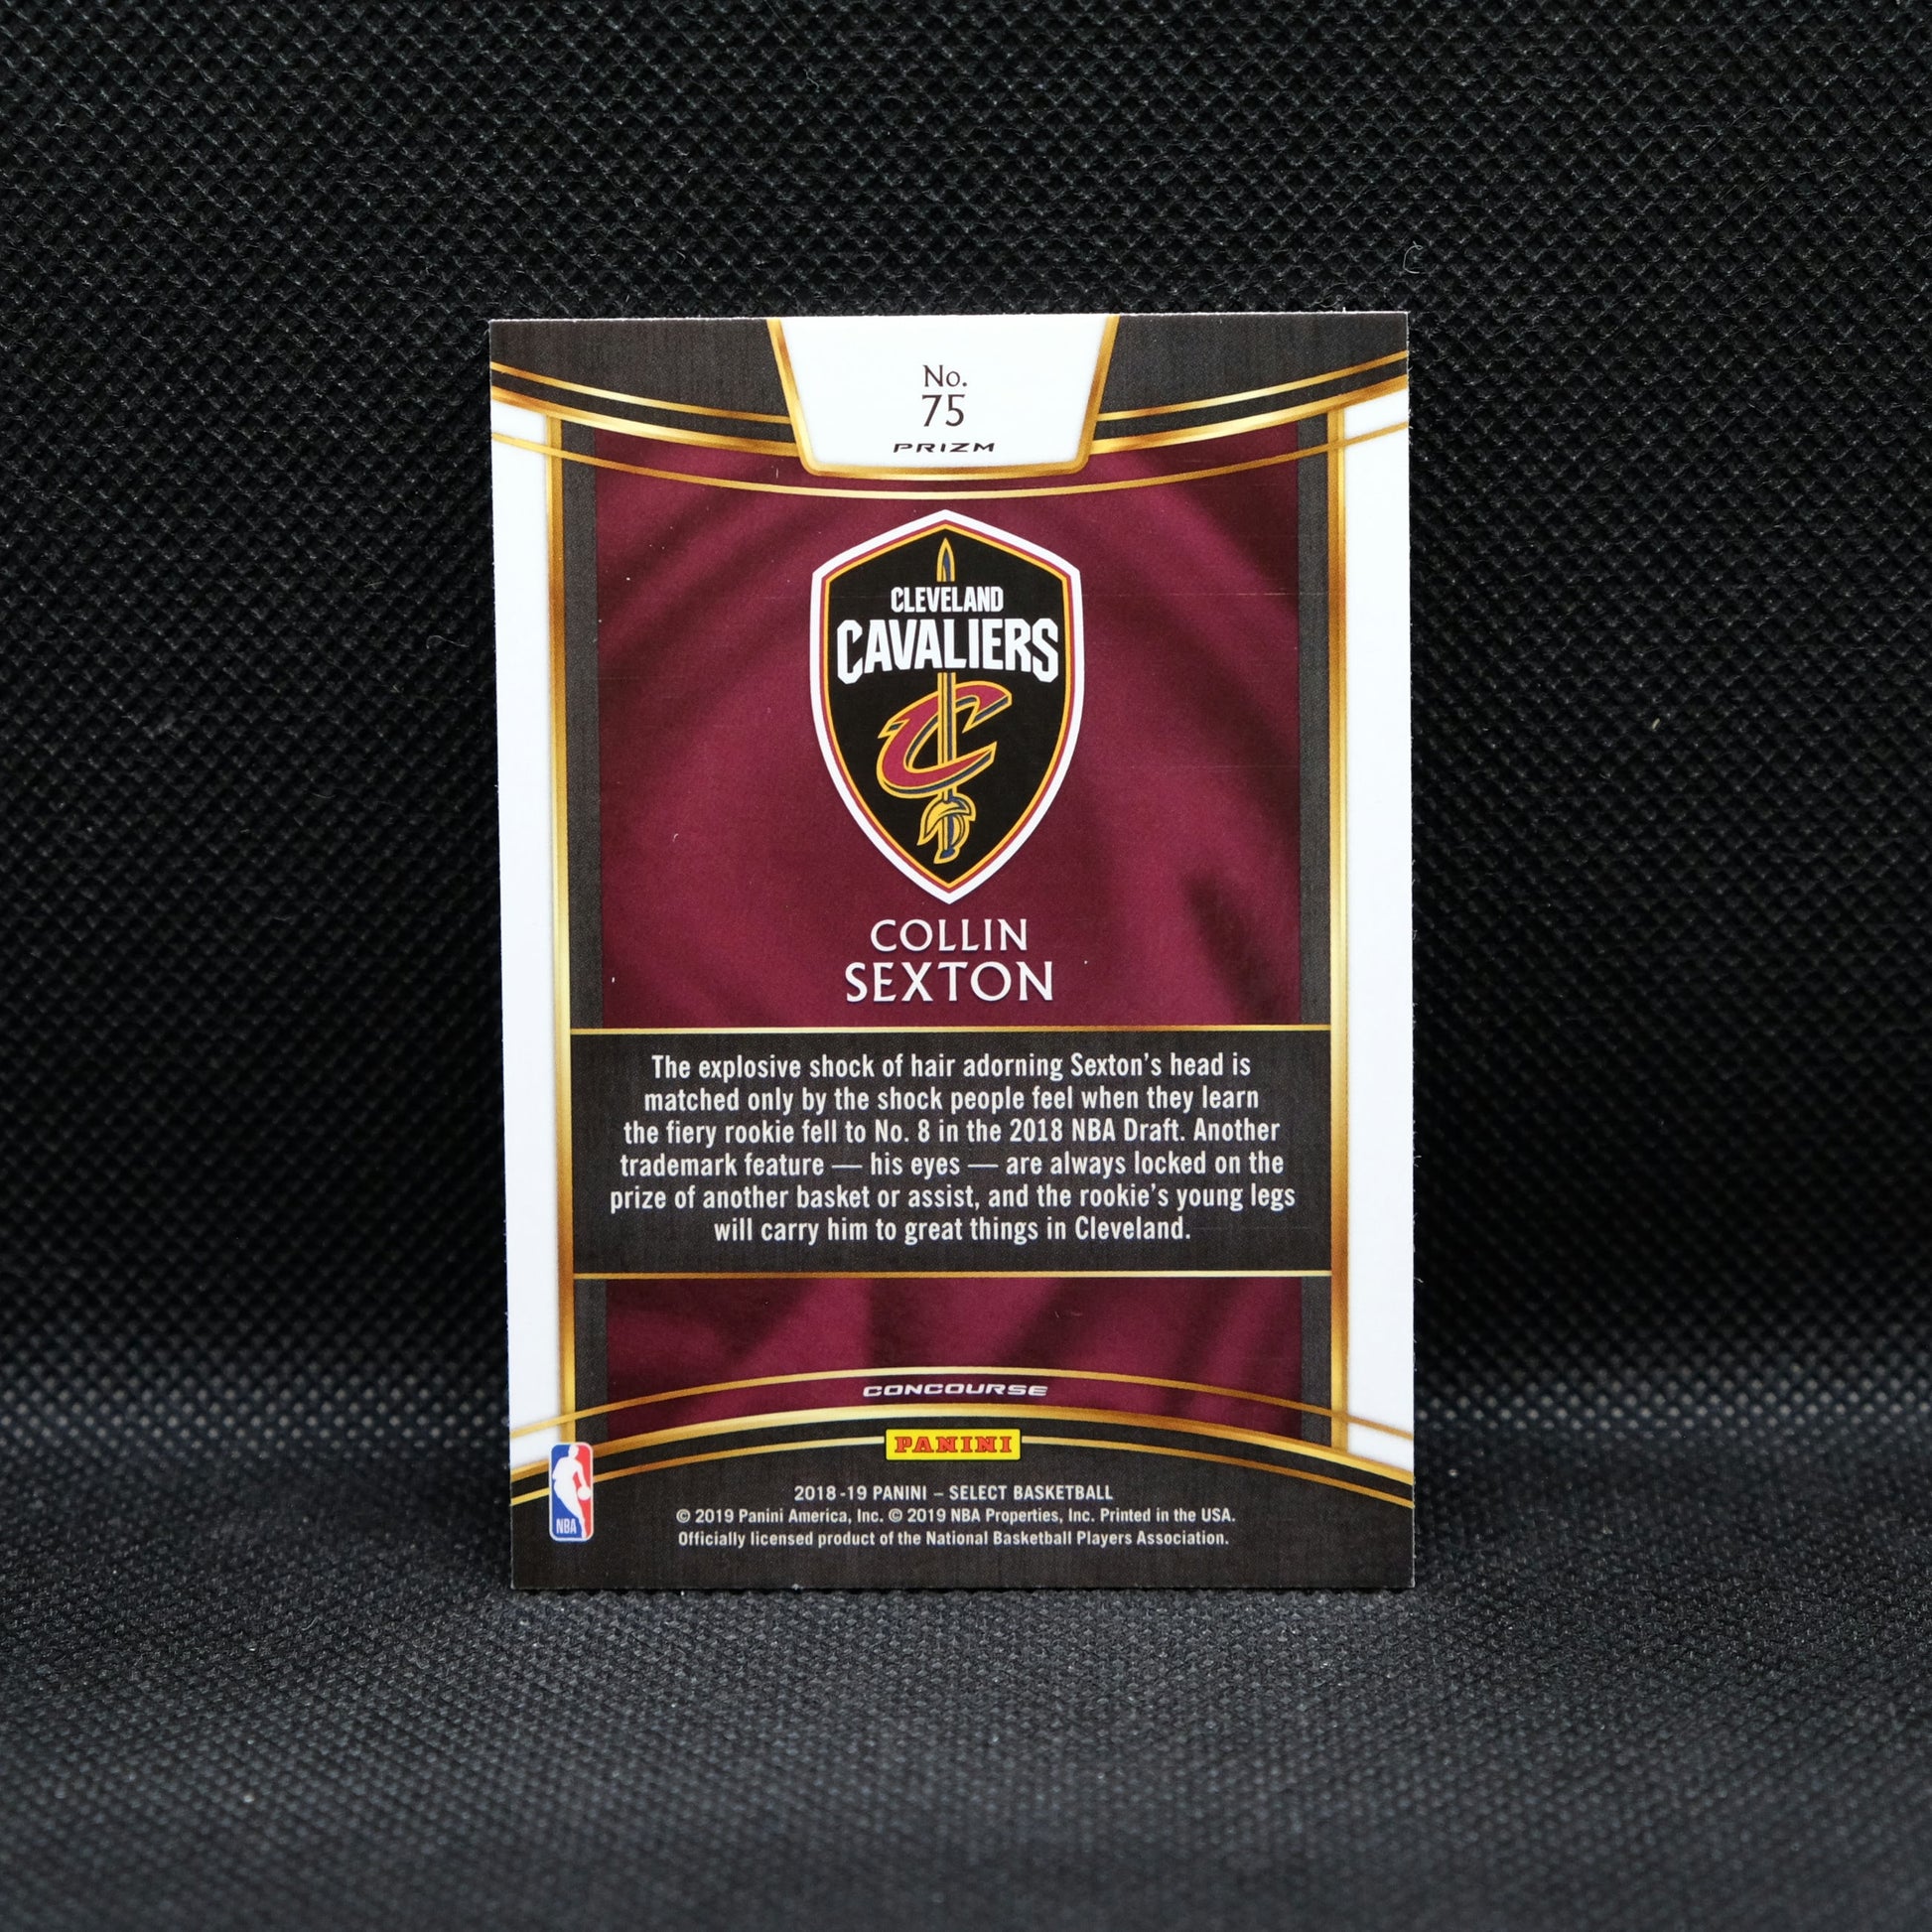 No.
75
PRIZM
CLEVELAND
CAVALIERS
C
COLLIN
SEXTON
The explosive shock of hair adorning Sexton's head is
matched only by the shock people feel when they learn
the fiery rookie fell to No. 8 in the 2018 NBA Draft. Another
trademark feature — his eyes — are always locked on the
prize of another basket or assist, and the rookie's young legs
will carry him to great things in Cleveland.
CONCOURSE
PANINI
NBA
2018-19 PANINI – SELECT BASKETBALL
© 2019 Panini America, Inc. © 2019 NBA Properties, Inc. Printed in the USA.
Officially licensed product of the National Basketball Players Association.